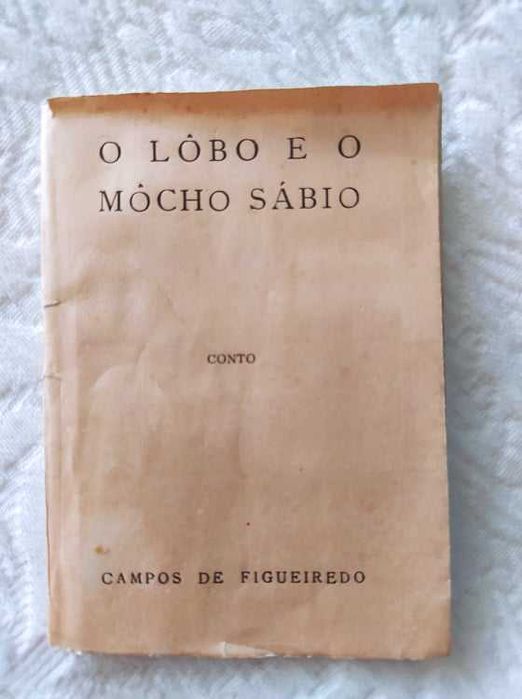 O LÔBO E O
MÔCHO SÁBIO
CONTO
CAMPOS DE FIGUEIREDO